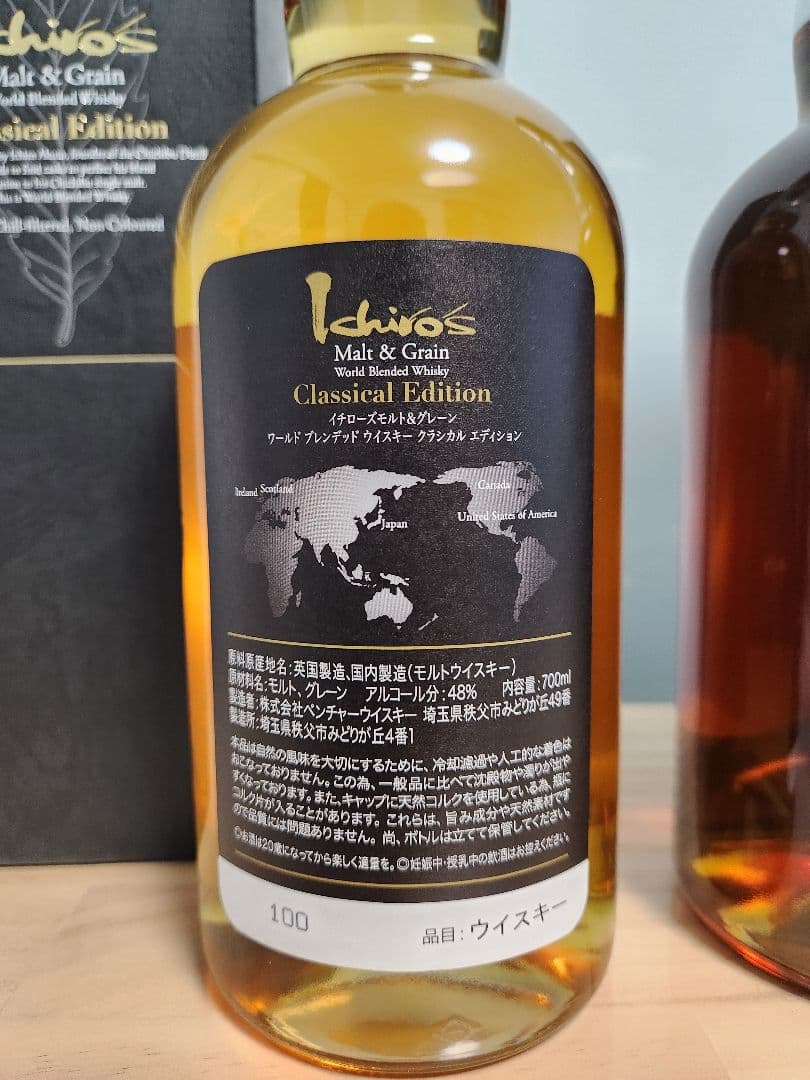 chiro's
Malt & Grain
World Blended Whisky
sical Edition
Chill-filtered, Non Coloured
Ichiro's
Malt & Grain
World Blended Whisky
Classical Edition
イチローズモルト&グレーン
ワールド ブレンデッド ウイスキー クラシカル エディション
Ireland Scotland
Canada
Japan
United States of America
原料原産地名:英国製造、国内製造(モルトウイスキー)
原材料名:モルト、グレーン アルコール分:48% 内容量:700ml
製造者:株式会社ベンチャーウイスキー 埼玉県秩父市みどりが丘49番
製造所:埼玉県秩父市みどりが丘4番1
本品は自然の風味を大切にするために、冷却濾過や人工的な着色は
おこなっておりません。この為、一般品に比べて沈殿物や濁りが出や
すくなっております。また、キャップに天然コルクを使用している為、瓶に
コルク片が入ることがあります。これらは、旨み成分や天然素材です
ので品質には問題ありません。尚、ボトルは立てて保管してください。
◎お酒は20歳になってから楽しく適量を。◎妊娠中・授乳中の飲酒はお控えください。
100
品目:ウイスキー